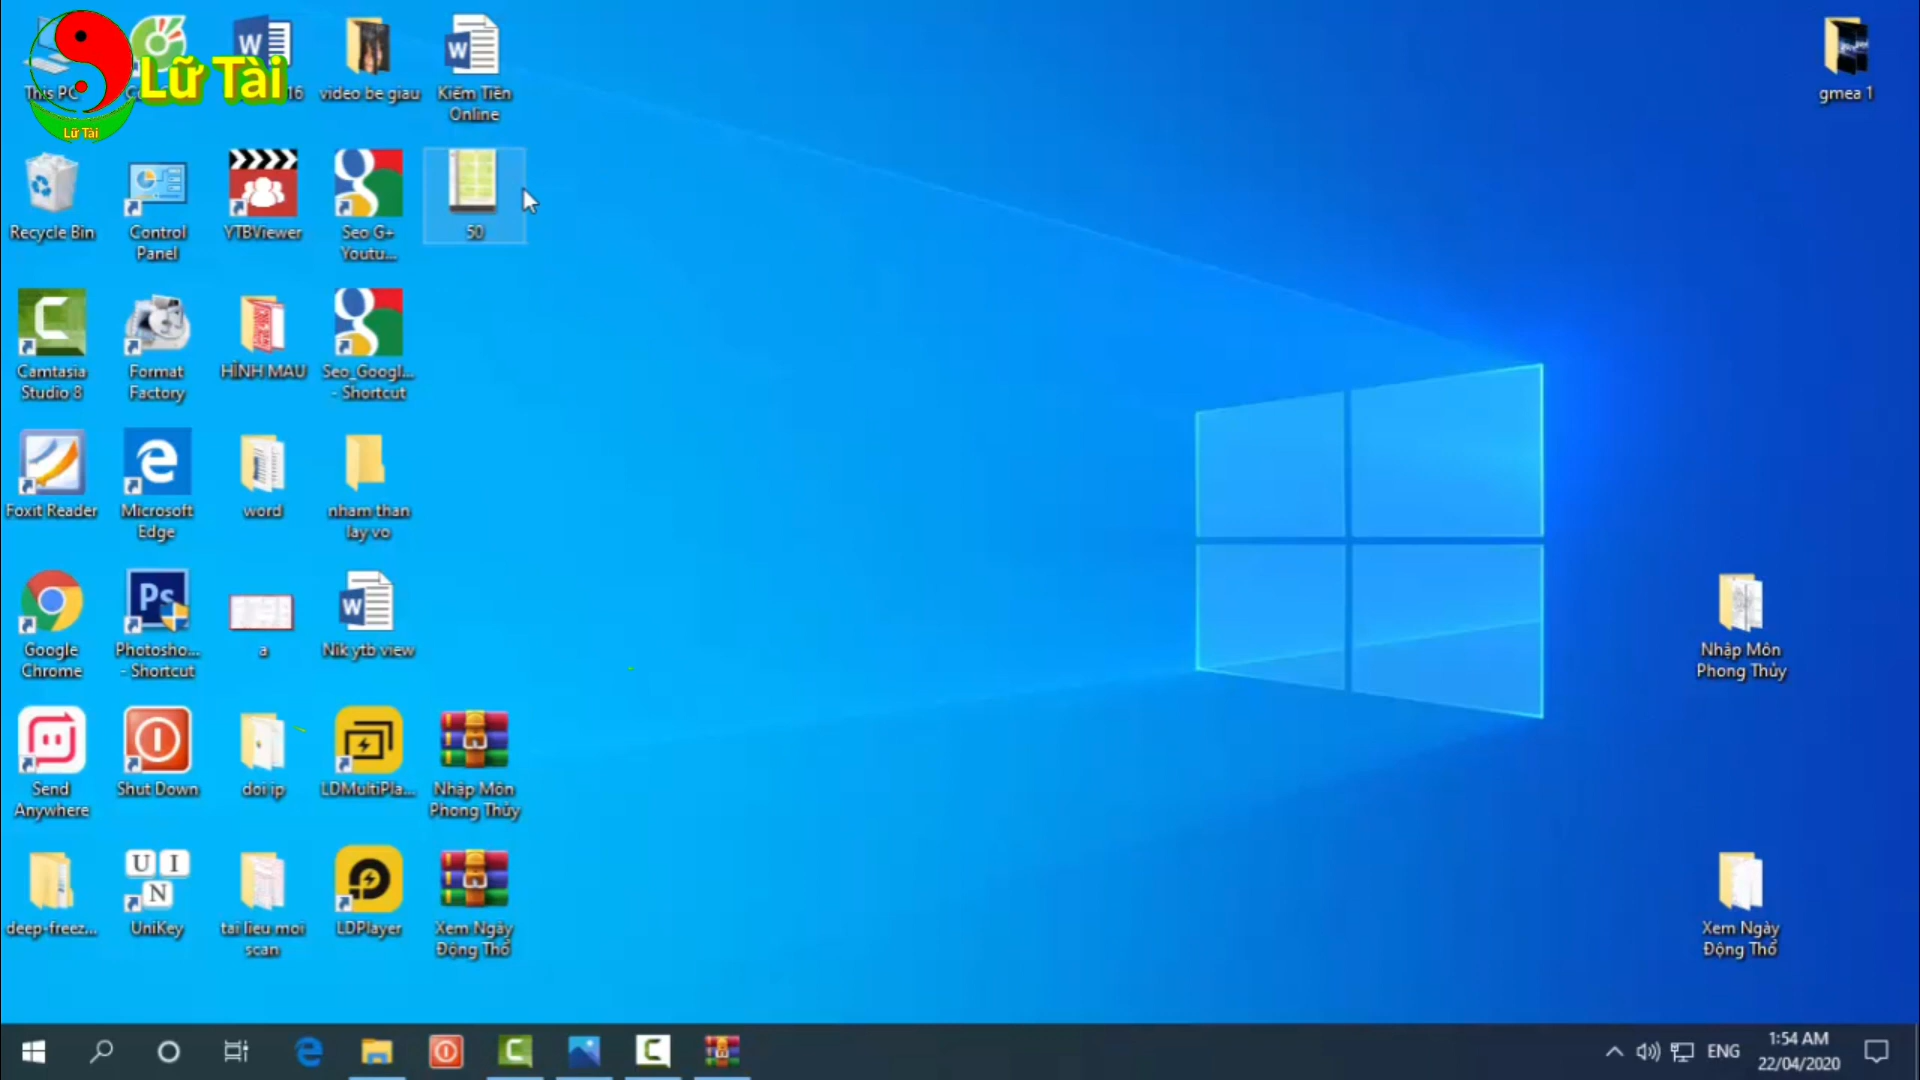 This PC
Lữ Tài
Lữ Tài
16
video be giau
Kiếm Tiền
Online
gmea 1
Recycle Bin
Control
Panel
YTBViewer
Seo G+
Youtu...
50
Camtasia
Studio 8
Format
Factory
HÌNH MAU
Seo_Googl...
- Shortcut
Foxit Reader
Microsoft
Edge
word
nham than
lay vo
Google
Chrome
Ps
Photosho...
- Shortcut
a
Nik ytb view
Nhập Môn
Phong Thủy
Send
Anywhere
Shut Down
doi ip
LDMultiPla...
Nhập Môn
Phong Thủy
deep-freez...
U I
N
UniKey
tai lieu moi
scan
LDPlayer
Xem Ngày
Động Thổ
Xem Ngày
Động Thổ
ENG
1:54 AM
22/04/2020